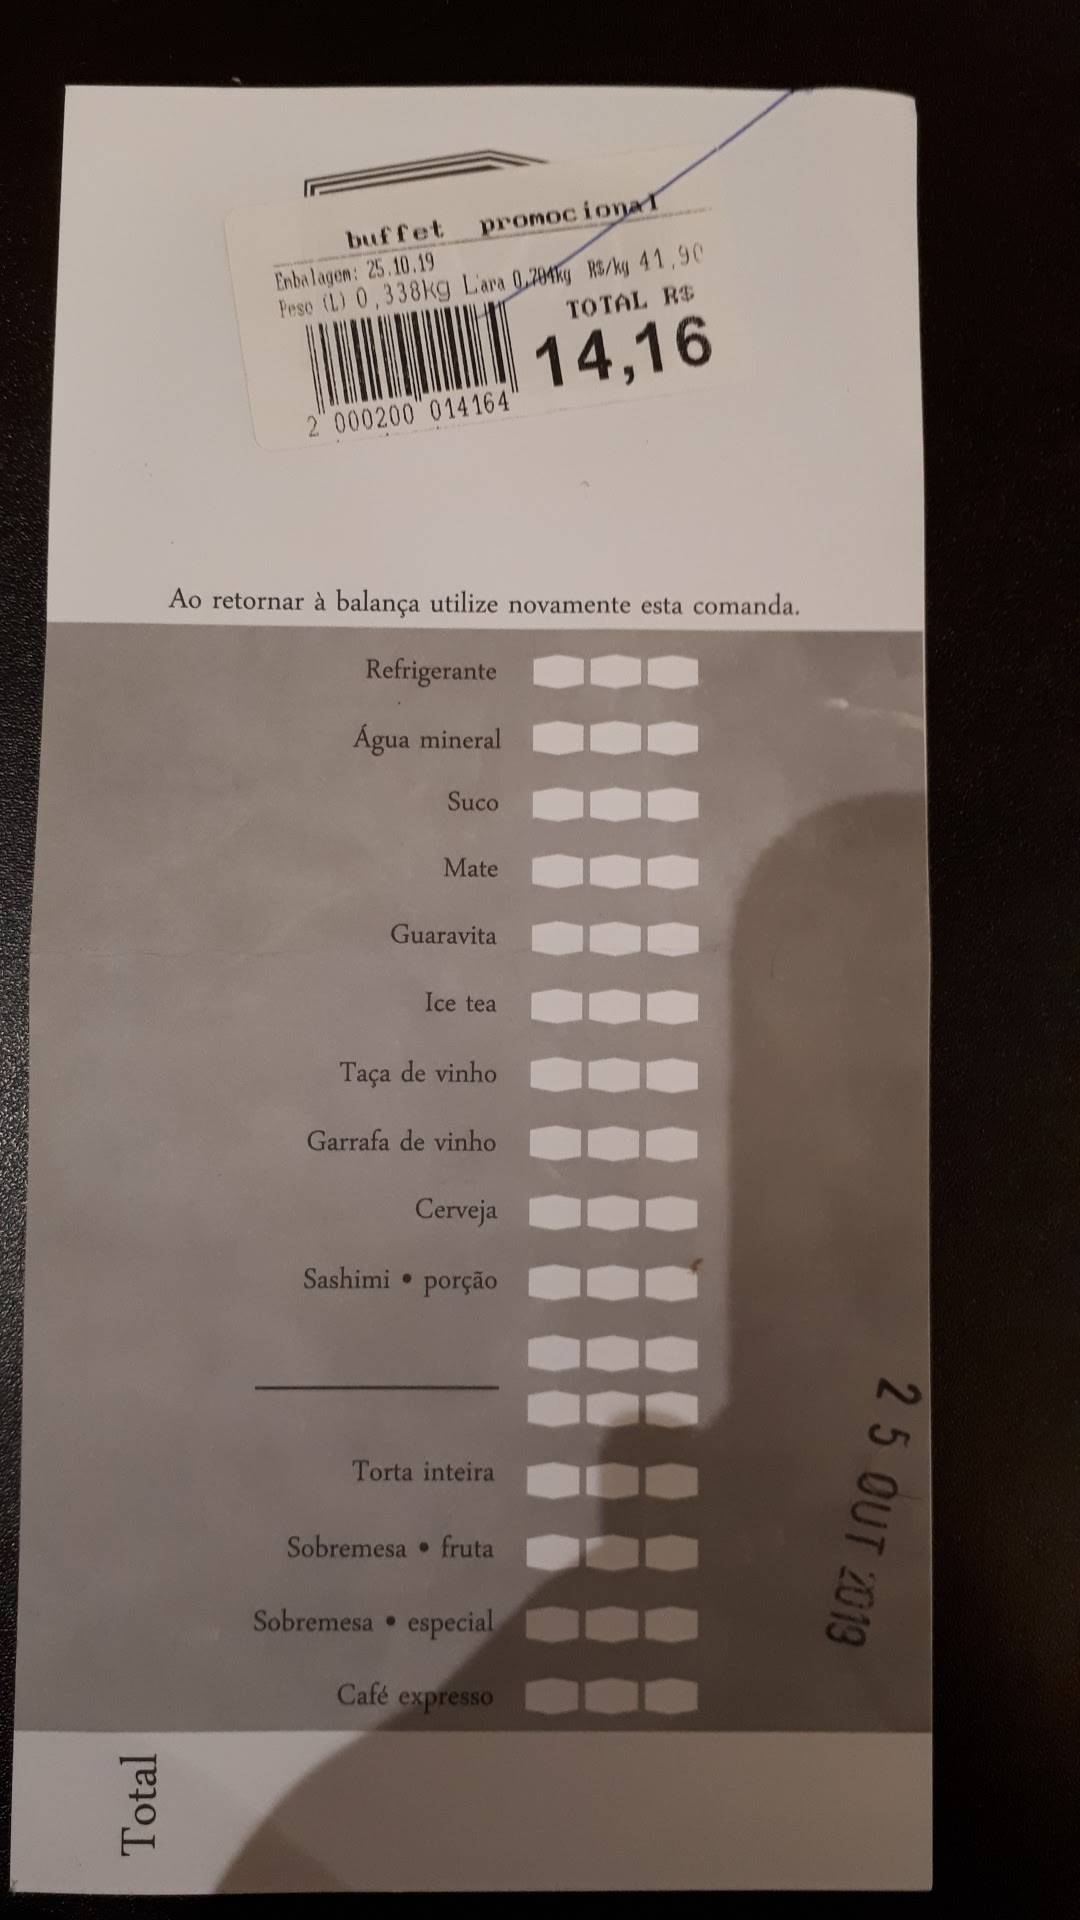 buffet promocional
Embalagem: 25.10.19
Peso (L) 0,338kg Tara 0,704kg R$/kg 41,90
TOTAL R$
14,16
2 000200 014164
Ao retornar à balança utilize novamente esta comanda.
Refrigerante
Água mineral
Suco
Mate
Guaravita
Ice tea
Taça de vinho
Garrafa de vinho
Cerveja
Sashimi • porção
Torta inteira
Sobremesa • fruta
Sobremesa • especial
Café expresso
25 OUT 2019
Total